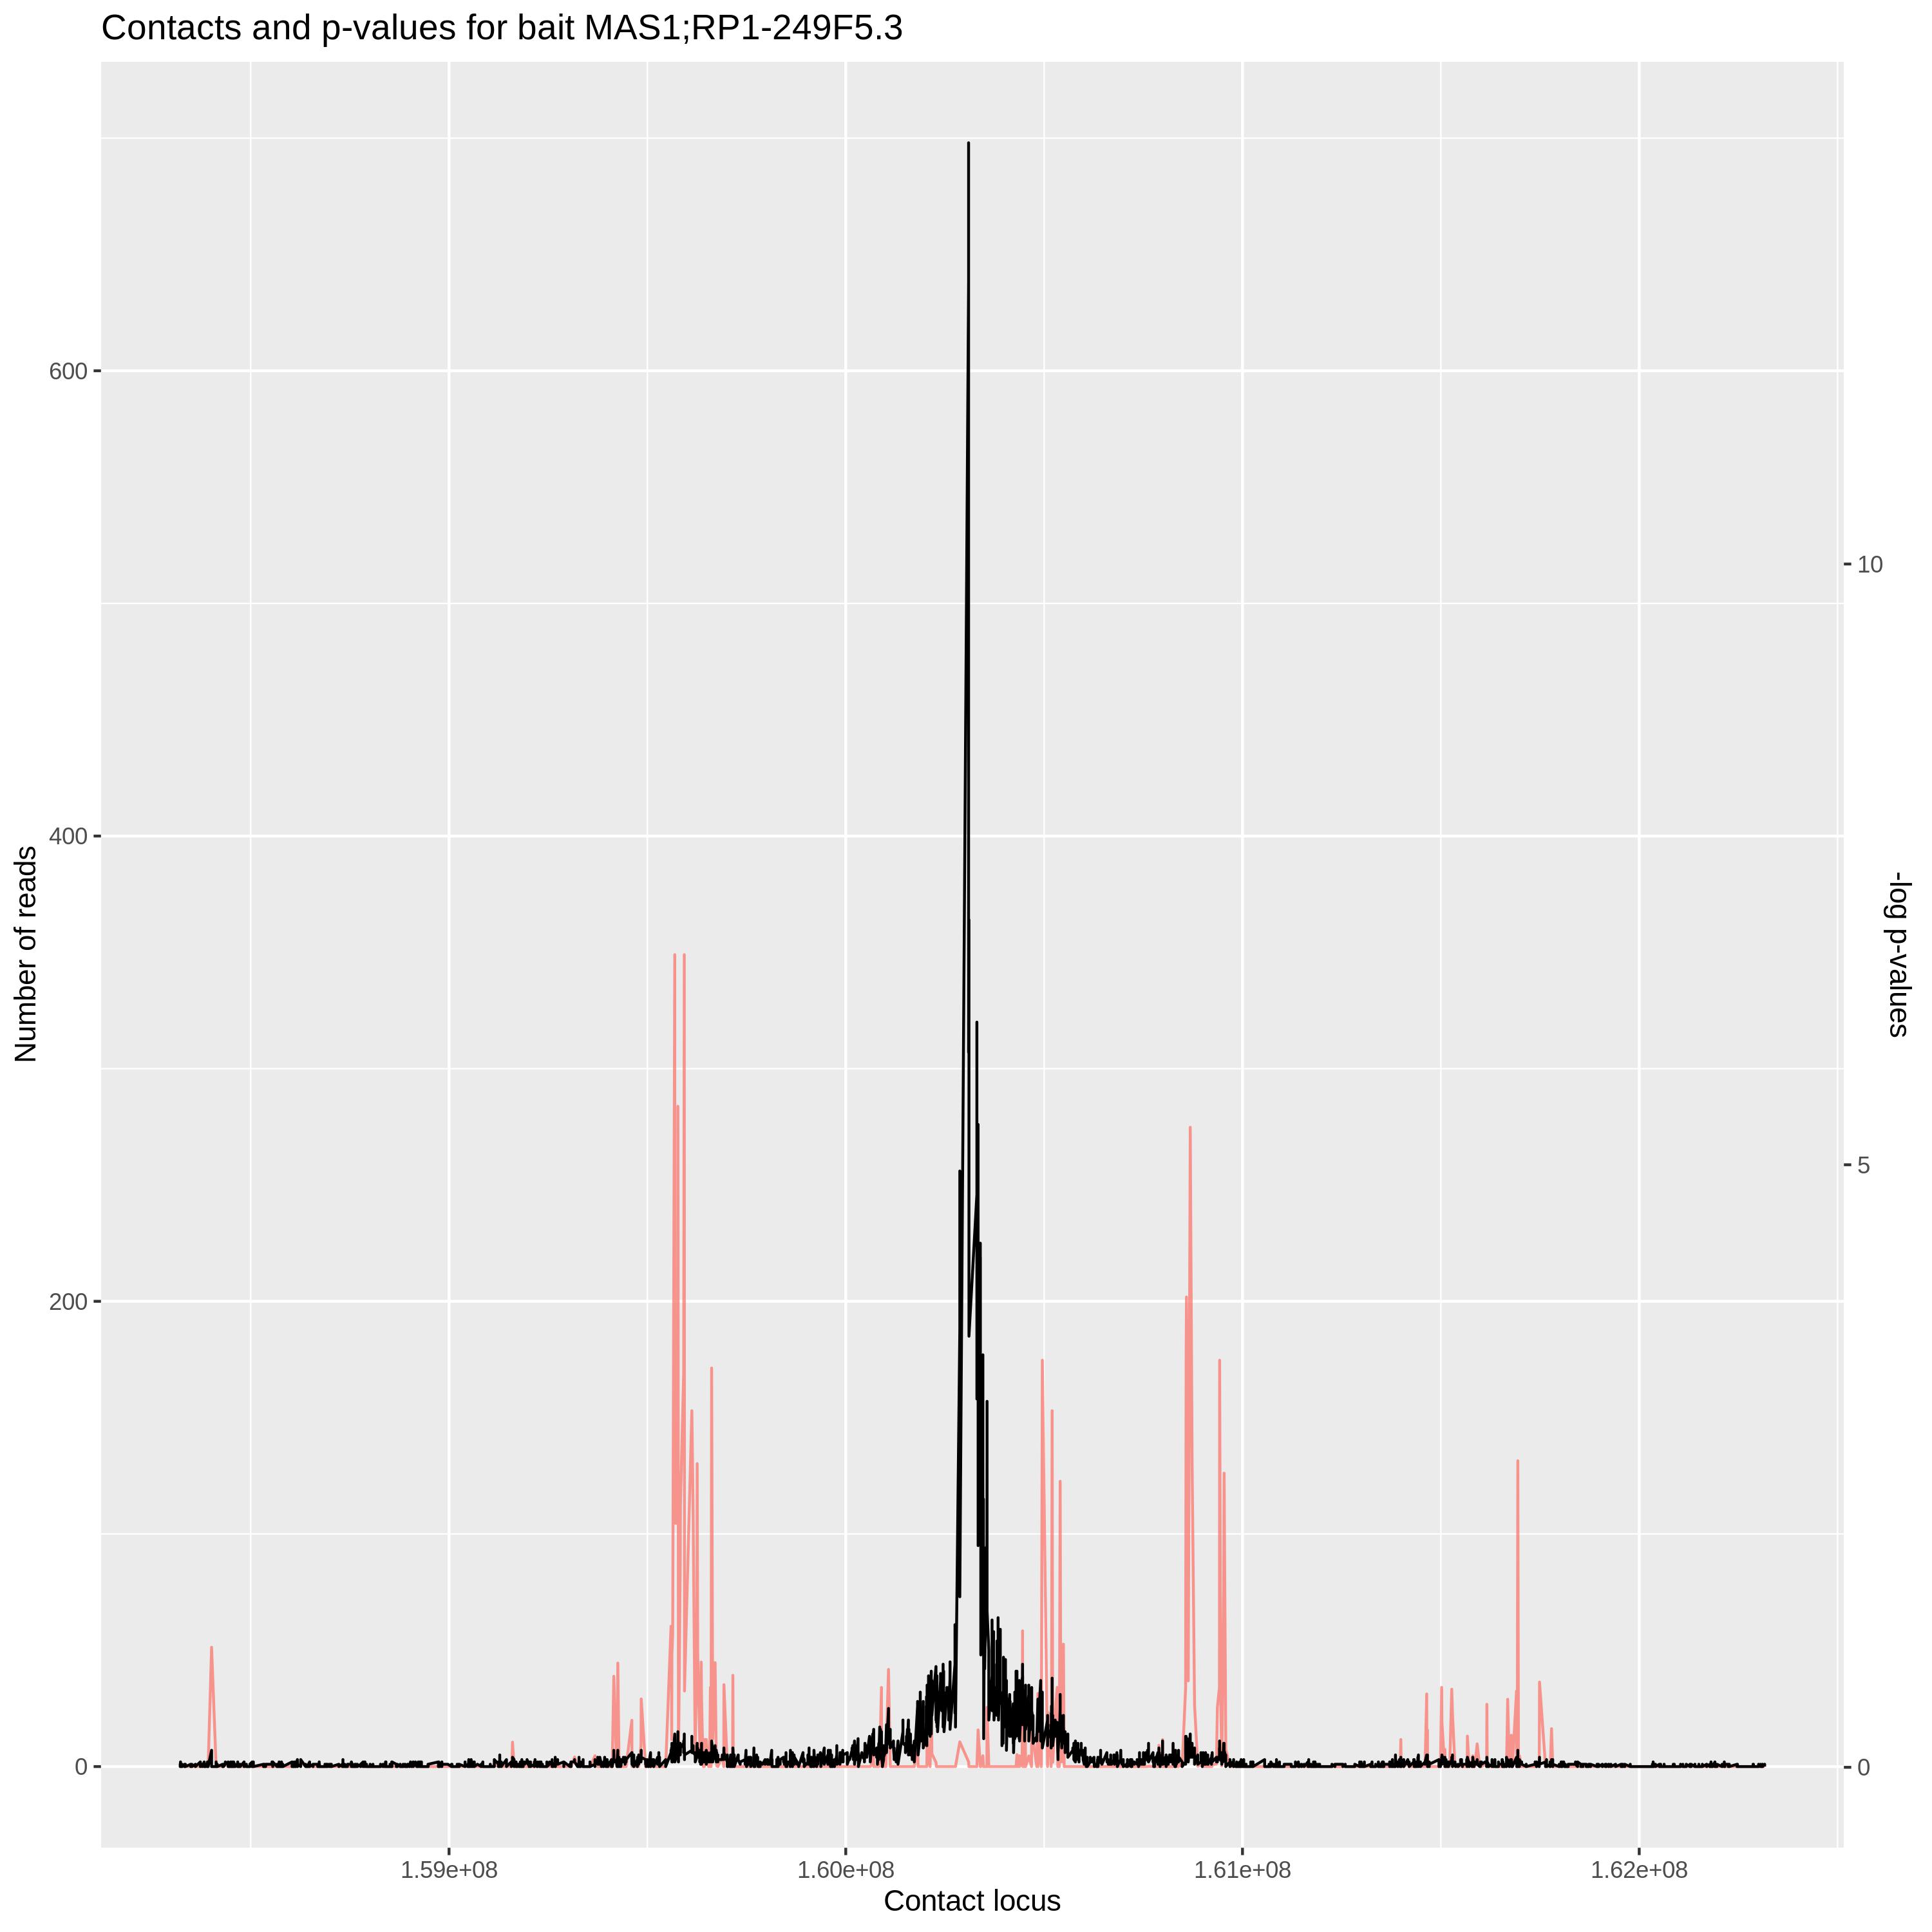 Contacts and p-values for bait MAS1;RP1-249F5.3
600
400
200
0
Number of reads
10
5
0
-log p-values
1.59e+08
1.60e+08
1.61e+08
1.62e+08
Contact locus